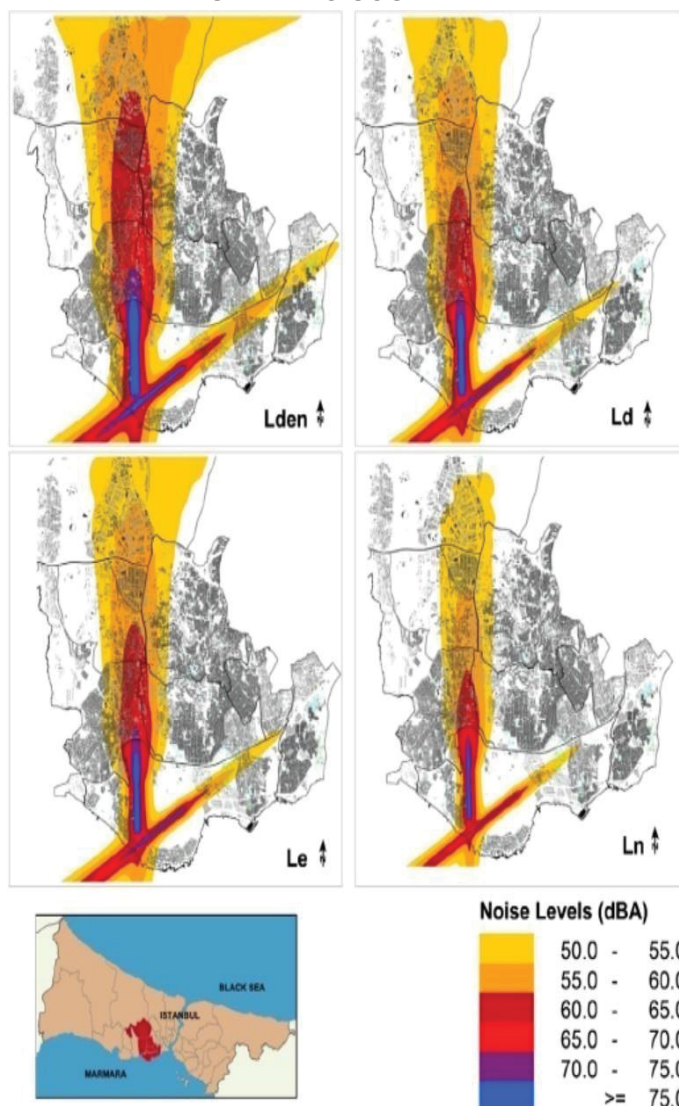 Lden
Ld
Le
Ln
BLACK SEA
ISTANBUL
MARMARA
Noise Levels (dBA)
50.0 - 55.0
55.0 - 60.0
60.0 - 65.0
65.0 - 70.0
70.0 - 75.0
>= 75.0